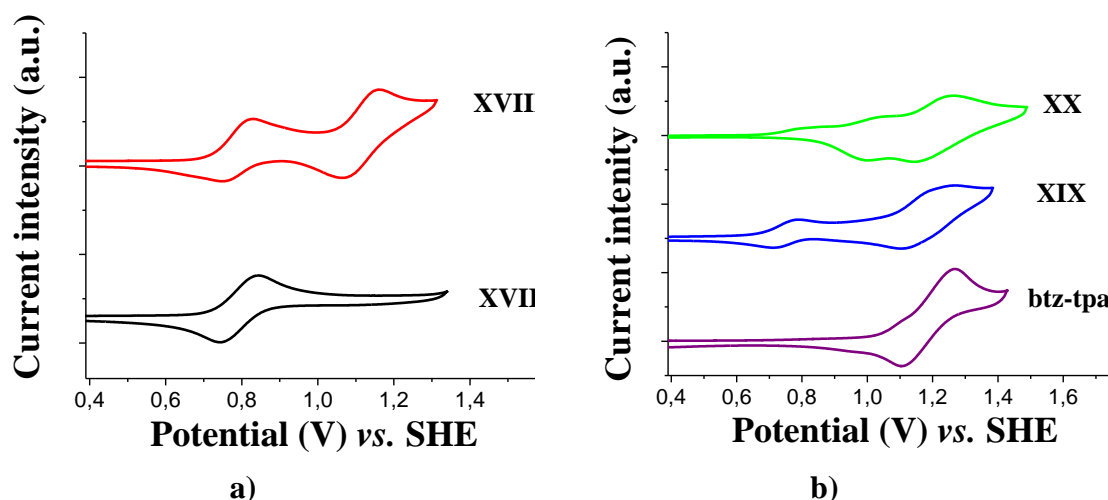 Current intensity (a.u.)
XVII
XVII
0,4 0,6 0,8 1,0 1,2 1,4
Potential (V) vs. SHE
a)
Current intenity (a.u.)
XX
XIX
btz-tpa
0,4 0,6 0,8 1,0 1,2 1,4 1,6
Potential (V) vs. SHE
b)